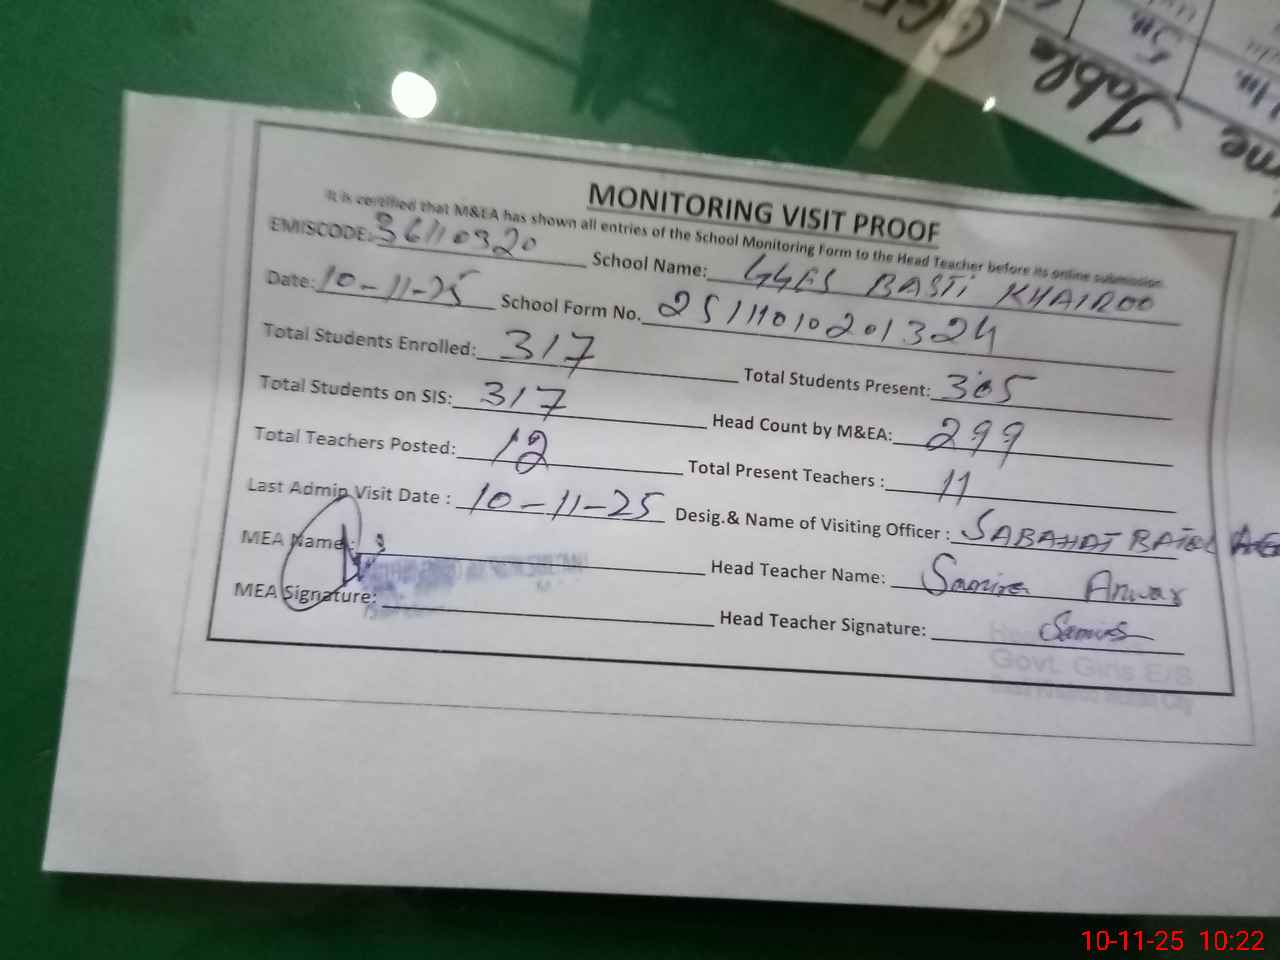 Table
MONITORING VISIT PROOF
It is certified that M&EA has shown all entries of the School Monitoring Form to the Head Teacher before its online submission.
EMISCODE: 36110320 School Name: GGES BASTI KHAIROO
Date: 10-11-25 School Form No. 25111010201324
Total Students Enrolled: 317 Total Students Present: 305
Total Students on SIS: 317 Head Count by M&EA: 299
Total Teachers Posted: 12 Total Present Teachers : 11
Last Admin Visit Date : 10-11-25 Desig.& Name of Visiting Officer : SABAHAT BATOOL
MEA Name: Head Teacher Name: Samira Anwar
MEA Signature: Head Teacher Signature: Samira
Govt. Girls E/S
10-11-25 10:22